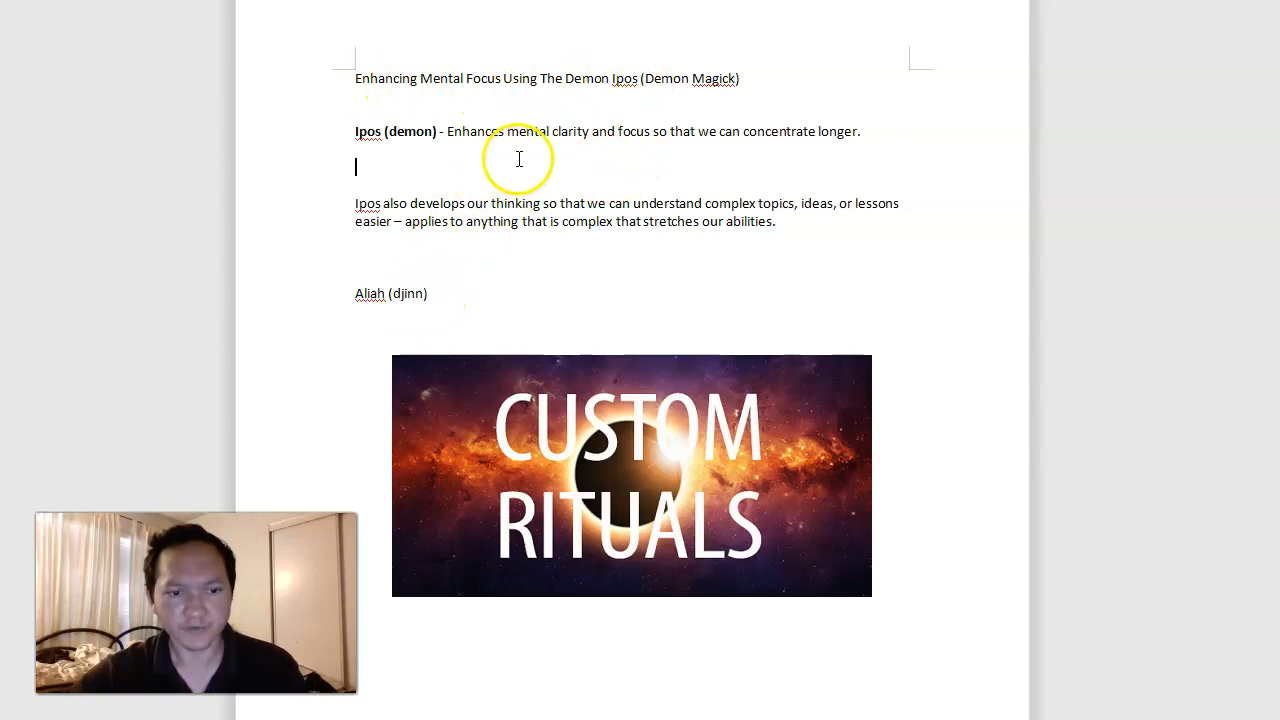 Enhancing Mental Focus Using The Demon Ipos (Demon Magick)
Ipos (demon) - Enhances mental clarity and focus so that we can concentrate longer.
Ipos also develops our thinking so that we can understand complex topics, ideas, or lessons
easier – applies to anything that is complex that stretches our abilities.
Aliah (djinn)
CUSTOM
RITUALS